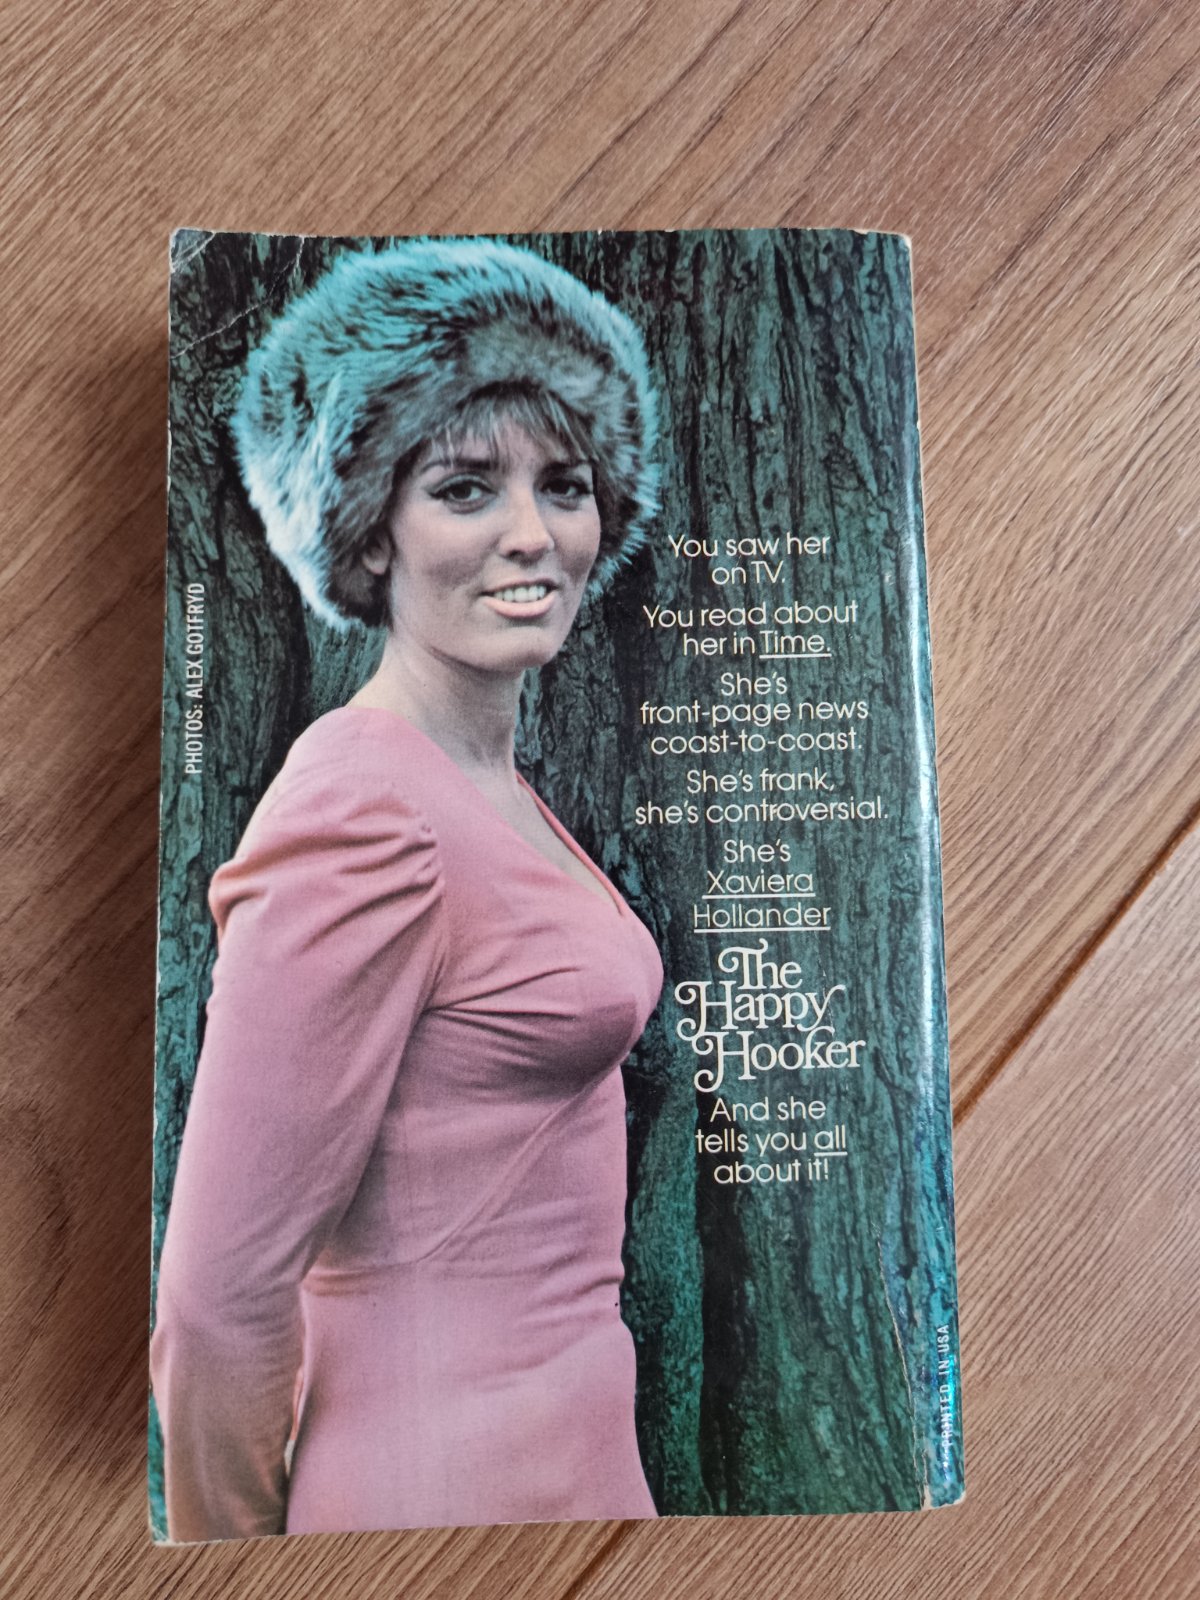 PHOTOS: ALEX GOTFRYD
You saw her
on TV.
You read about
her in Time.
She's
front-page news
coast-to-coast.
She's frank,
she's controversial.
She's
Xaviera
Hollander
The
Happy
Hooker
And she
tells you all
about it!
PRINTED IN USA